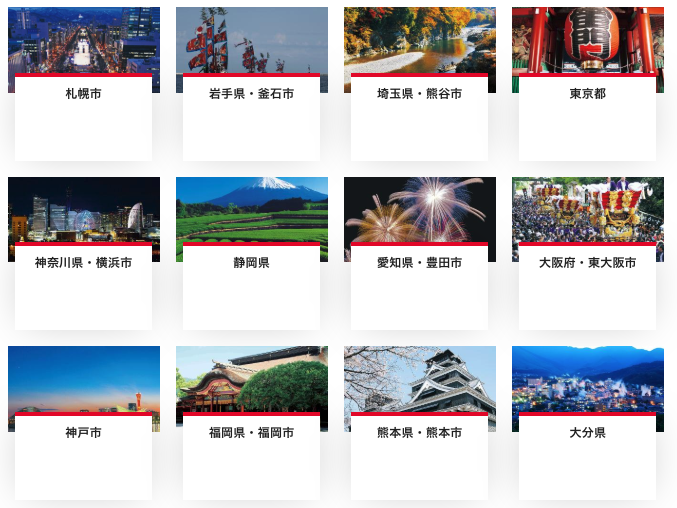 札幌市
岩手県・釜石市
埼玉県・熊谷市
東京都
神奈川県・横浜市
静岡県
愛知県・豊田市
大阪府・東大阪市
神戸市
福岡県・福岡市
熊本県・熊本市
大分県